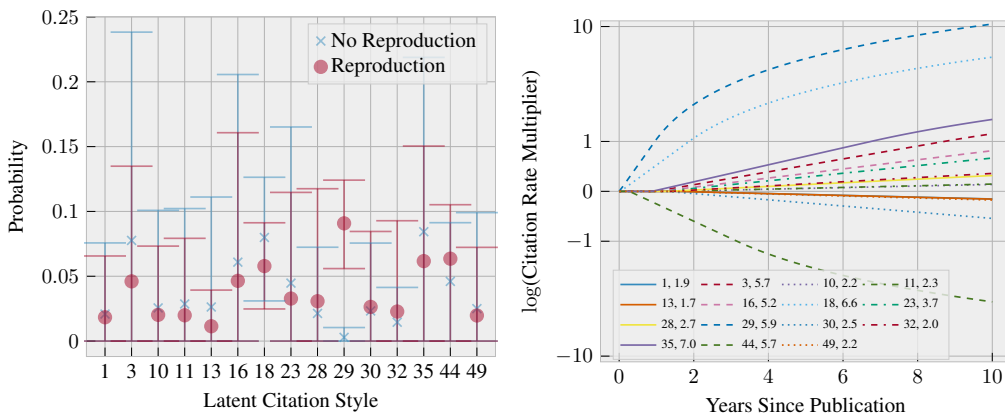 0.25
0.2
0.15
0.1
0.05
0
Probability
No Reproduction
Reproduction
1 3 10 11 13 16 18 23 28 29 30 32 35 44 49
Latent Citation Style
10
1
0
−1
−10
log(Citation Rate Multiplier)
1, 1.9 3, 5.7 10, 2.2 11, 2.3
13, 1.7 16, 5.2 18, 6.6 23, 3.7
28, 2.7 29, 5.9 30, 2.5 32, 2.0
35, 7.0 44, 5.7 49, 2.2
0 2 4 6 8 10
Years Since Publication